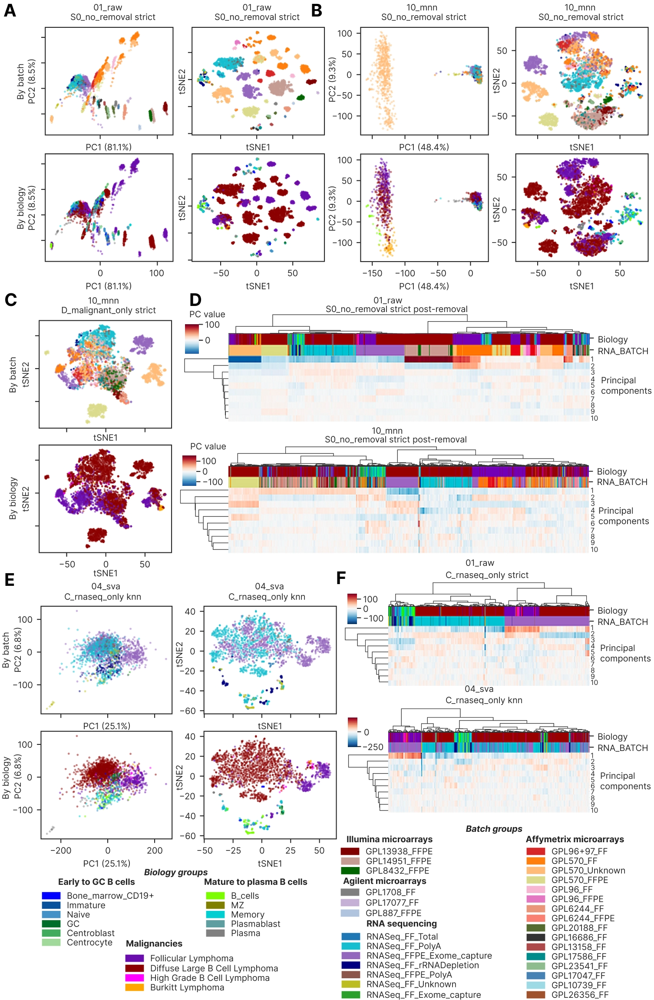 A
01_raw
S0_no_removal strict
01_raw
S0_no_removal strict
B
10_mnn
S0_no_removal strict
10_mnn
S0_no_removal strict
By batch
PC2 (8.5%)
PC1 (81.1%)
tSNE2
tSNE1
PC2 (9.3%)
100
50
0
−50
−100
PC1 (48.4%)
tSNE2
50
0
−50
tSNE1
By biology
PC2 (8.5%)
0
100
PC1 (81.1%)
tSNE2
−50
0
50
tSNE1
PC2 (9.3%)
100
50
0
−50
−100
−150
−100
−50
0
PC1 (48.4%)
tSNE2
50
0
−50
−50
0
50
tSNE1
C
10_mnn
D_malignant_only strict
By batch
tSNE2
tSNE1
By biology
tSNE2
−50
0
50
tSNE1
D
01_raw
S0_no_removal strict post-removal
PC value
100
0
Biology
RNA_BATCH
1
2
3
4
5
6
7
8
9
10
Principal
components
10_mnn
S0_no_removal strict post-removal
PC value
100
0
−100
Biology
RNA_BATCH
1
2
3
4
5
6
7
8
9
10
Principal
components
E
04_sva
C_rnaseq_only knn
04_sva
C_rnaseq_only knn
By batch
PC2 (6.8%)
100
0
−100
PC1 (25.1%)
tSNE2
40
20
0
−20
−40
−60
tSNE1
By biology
PC2 (6.8%)
100
0
−100
−200
0
200
PC1 (25.1%)
tSNE2
40
20
0
−20
−40
−60
−50
−25
0
25
50
tSNE1
F
01_raw
C_rnaseq_only strict
100
0
−100
Biology
RNA_BATCH
1
2
3
4
5
6
7
8
9
10
Principal
components
04_sva
C_rnaseq_only knn
0
−250
Biology
RNA_BATCH
1
2
3
4
5
6
7
8
9
10
Principal
components
Biology groups
Early to GC B cells
Bone_marrow_CD19+
Immature
Naive
GC
Centroblast
Centrocyte
Mature to plasma B cells
B_cells
MZ
Memory
Plasmablast
Plasma
Malignancies
Follicular Lymphoma
Diffuse Large B Cell Lymphoma
High Grade B Cell Lymphoma
Burkitt Lymphoma
Batch groups
Illumina microarrays
GPL13938_FFPE
GPL14951_FFPE
GPL8432_FFPE
Agilent microarrays
GPL1708_FF
GPL17077_FF
GPL887_FFPE
RNA sequencing
RNASeq_FF_Total
RNASeq_FF_PolyA
RNASeq_FFPE_Exome_capture
RNASeq_FF_rRNADepletion
RNASeq_FFPE_PolyA
RNASeq_FF_Unknown
RNASeq_FF_Exome_capture
Affymetrix microarrays
GPL96+97_FF
GPL570_FF
GPL570_Unknown
GPL570_FFPE
GPL96_FF
GPL96_FFPE
GPL6244_FF
GPL6244_FFPE
GPL20188_FF
GPL16686_FF
GPL13158_FF
GPL17586_FF
GPL23541_FF
GPL17047_FF
GPL10739_FF
GPL26356_FF